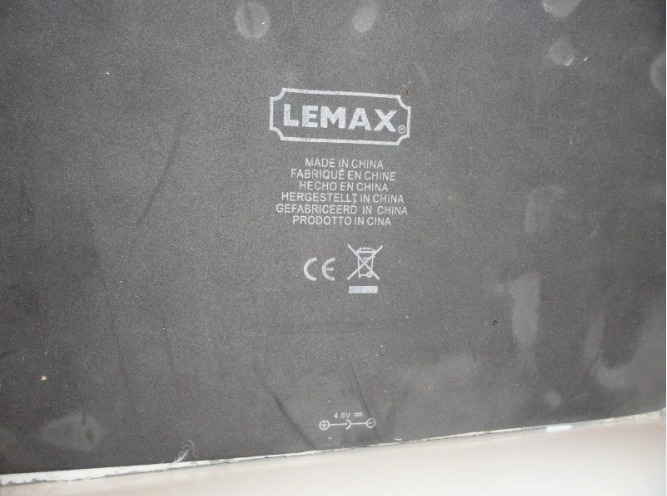 LEMAX®
MADE IN CHINA
FABRIQUÉ EN CHINE
HECHO EN CHINA
HERGESTELLT IN CHINA
GEFABRICEERD IN CHINA
PRODOTTO IN CINA
CE
4.5V